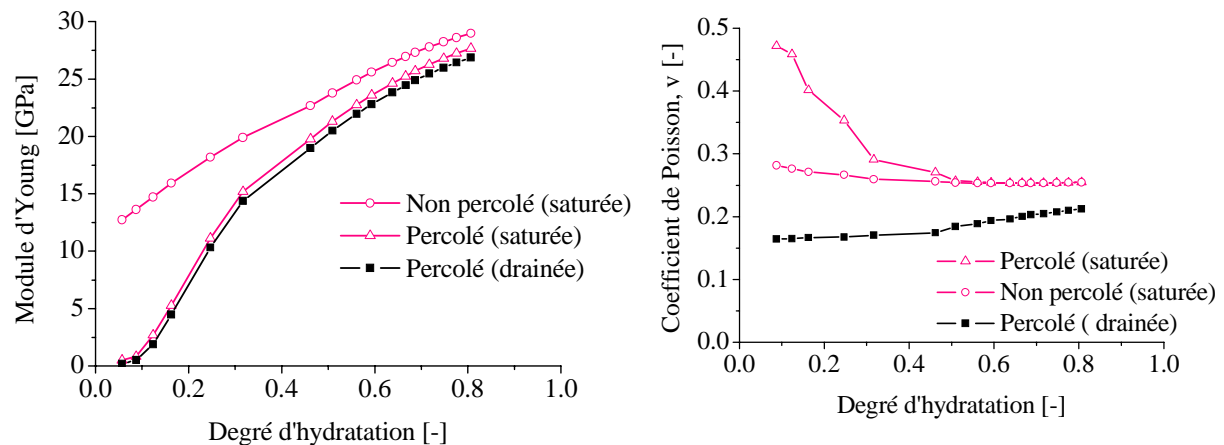 Module d'Young [GPa]
30
25
20
15
10
5
0
0.0 0.2 0.4 0.6 0.8 1.0
Degré d'hydratation [-]
Non percolé (saturée)
Percolé (saturée)
Percolé (drainée)
Coefficient de Poisson, ν [-]
0.5
0.4
0.3
0.2
0.1
0.0
0.0 0.2 0.4 0.6 0.8 1.0
Degré d'hydratation [-]
Percolé (saturée)
Non percolé (saturée)
Percolé ( drainée)